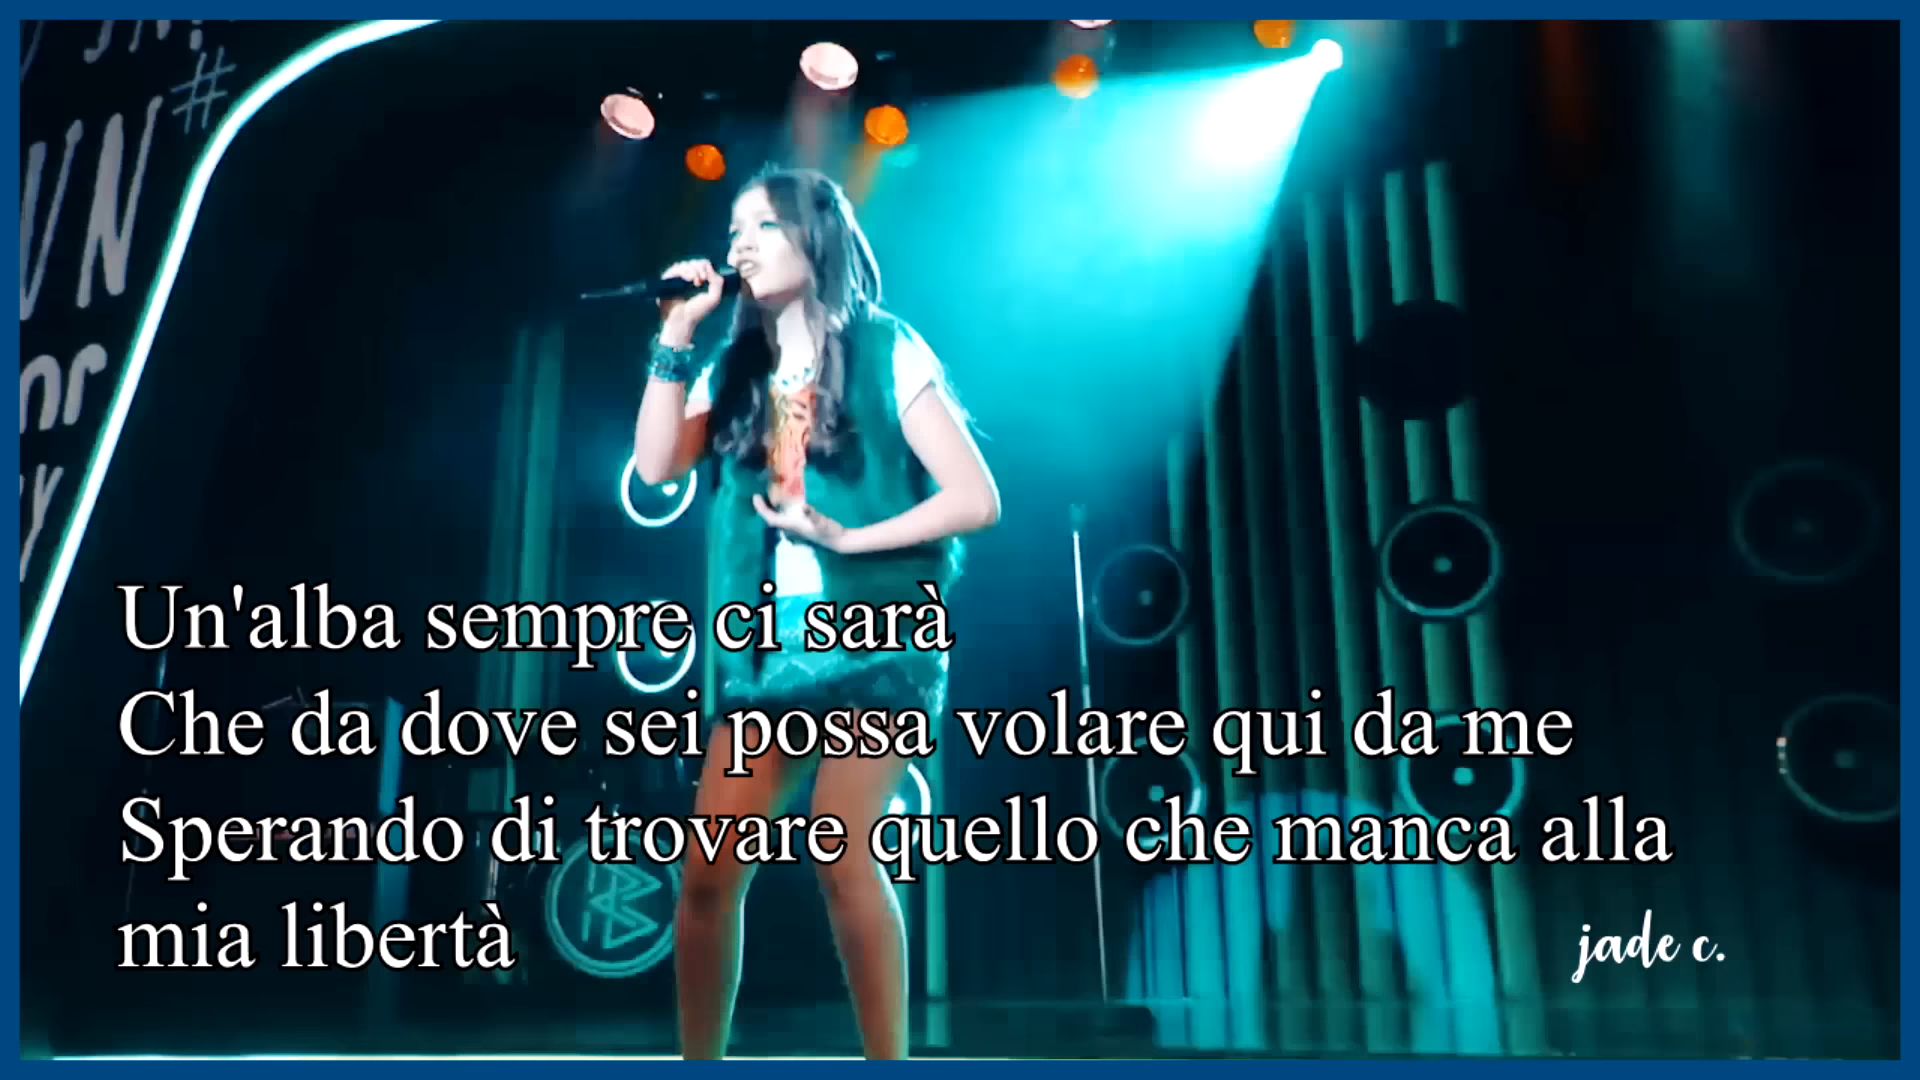 #
Un'alba sempre ci sarà
Che da dove sei possa volare qui da me
Sperando di trovare quello che manca alla
mia libertà
jade c.